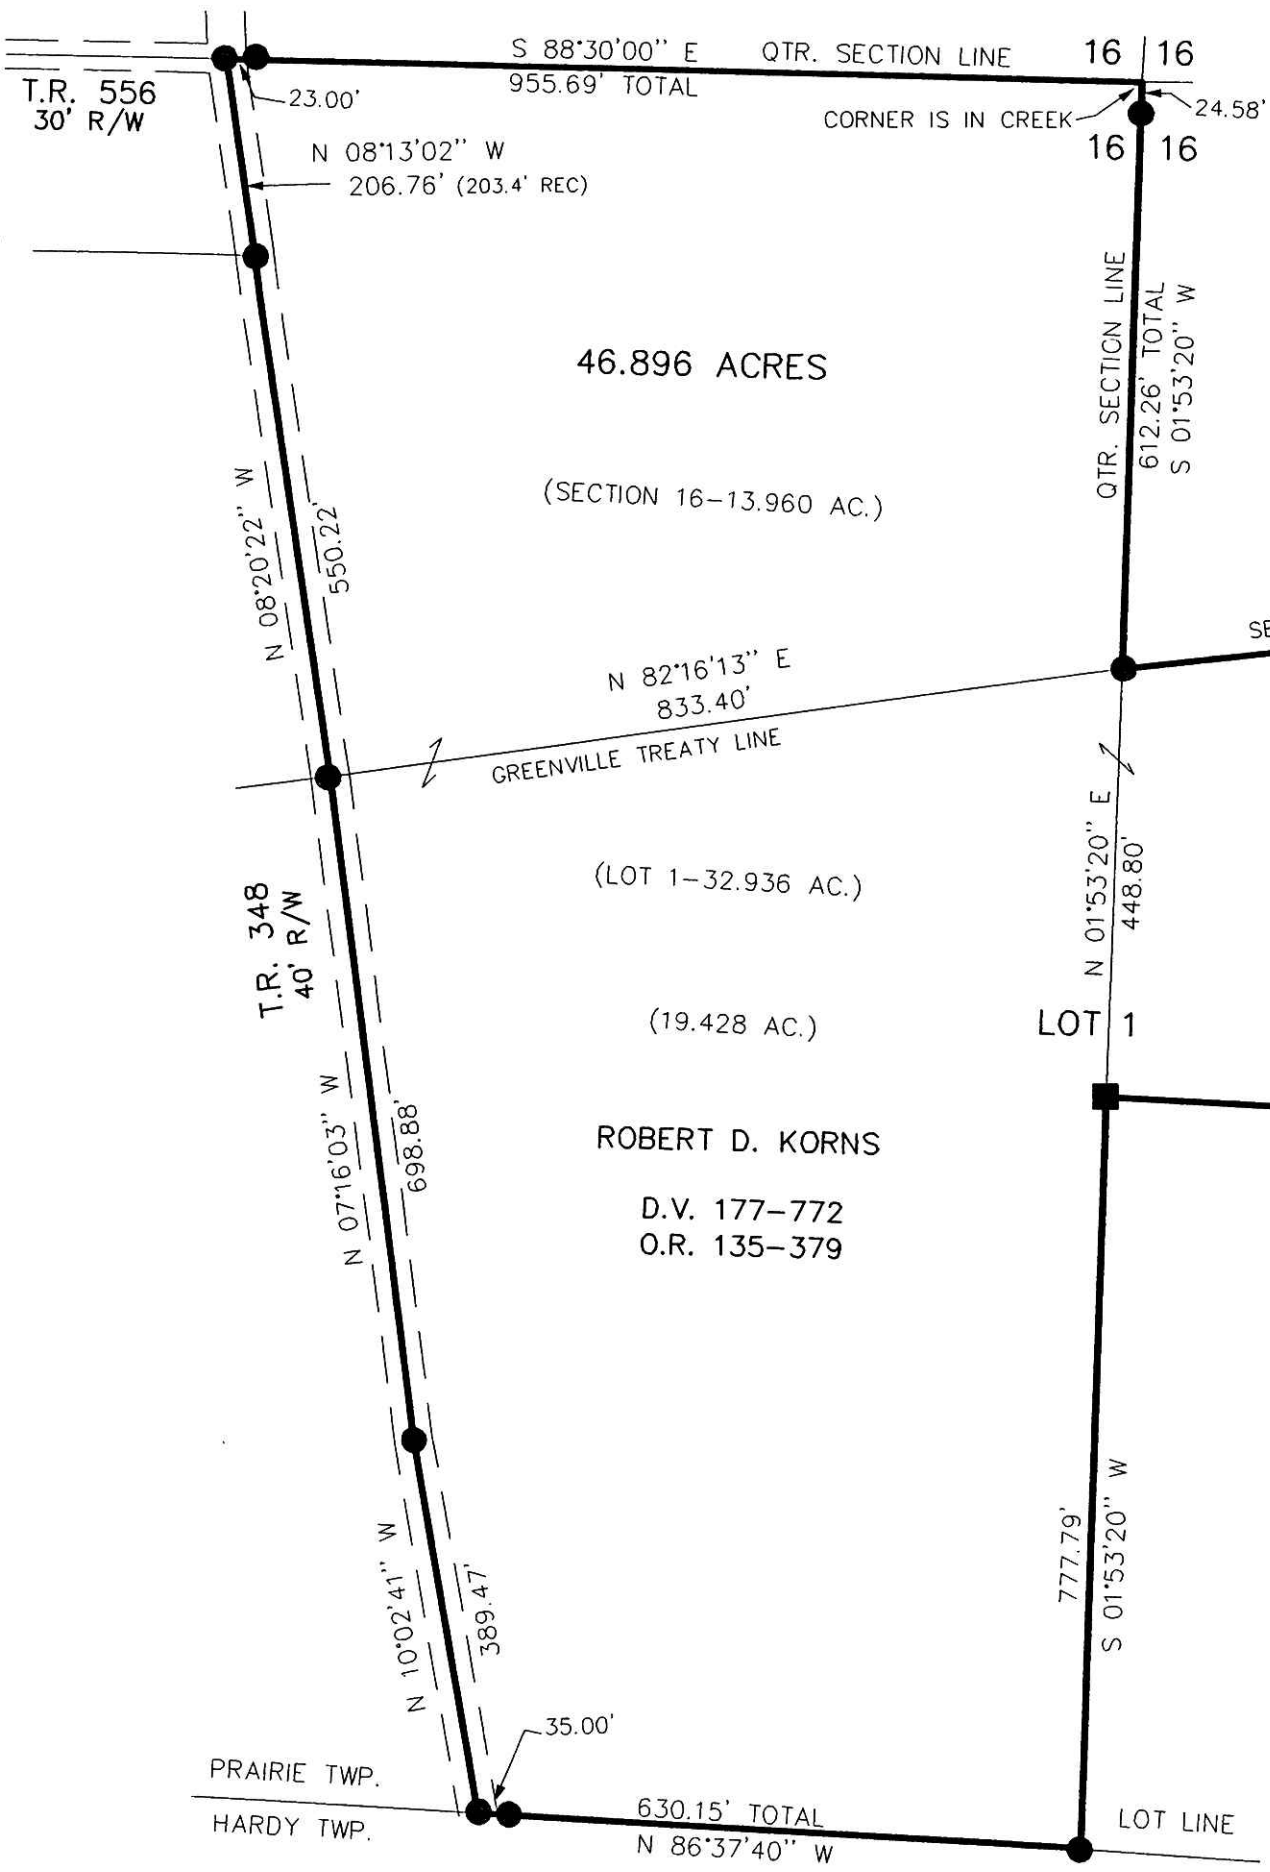 S 88°30'00" E QTR. SECTION LINE
955.69' TOTAL
16 16
T.R. 556
30' R/W
23.00'
CORNER IS IN CREEK
24.58'
16 16
N 08°13'02" W
206.76' (203.4' REC)
QTR. SECTION LINE
612.26' TOTAL
S 01°53'20" W
46.896 ACRES
(SECTION 16-13.960 AC.)
N 08°20'22" W
550.22'
SE
N 82°16'13" E
833.40'
GREENVILLE TREATY LINE
N 01°53'20" E
448.80'
(LOT 1-32.936 AC.)
T.R. 348
40' R/W
(19.428 AC.)
LOT 1
N 07°16'03" W
698.88'
ROBERT D. KORNS
D.V. 177-772
O.R. 135-379
777.79'
S 01°53'20" W
N 10°02'41" W
389.47'
35.00'
PRAIRIE TWP.
HARDY TWP.
630.15' TOTAL
N 86°37'40" W
LOT LINE